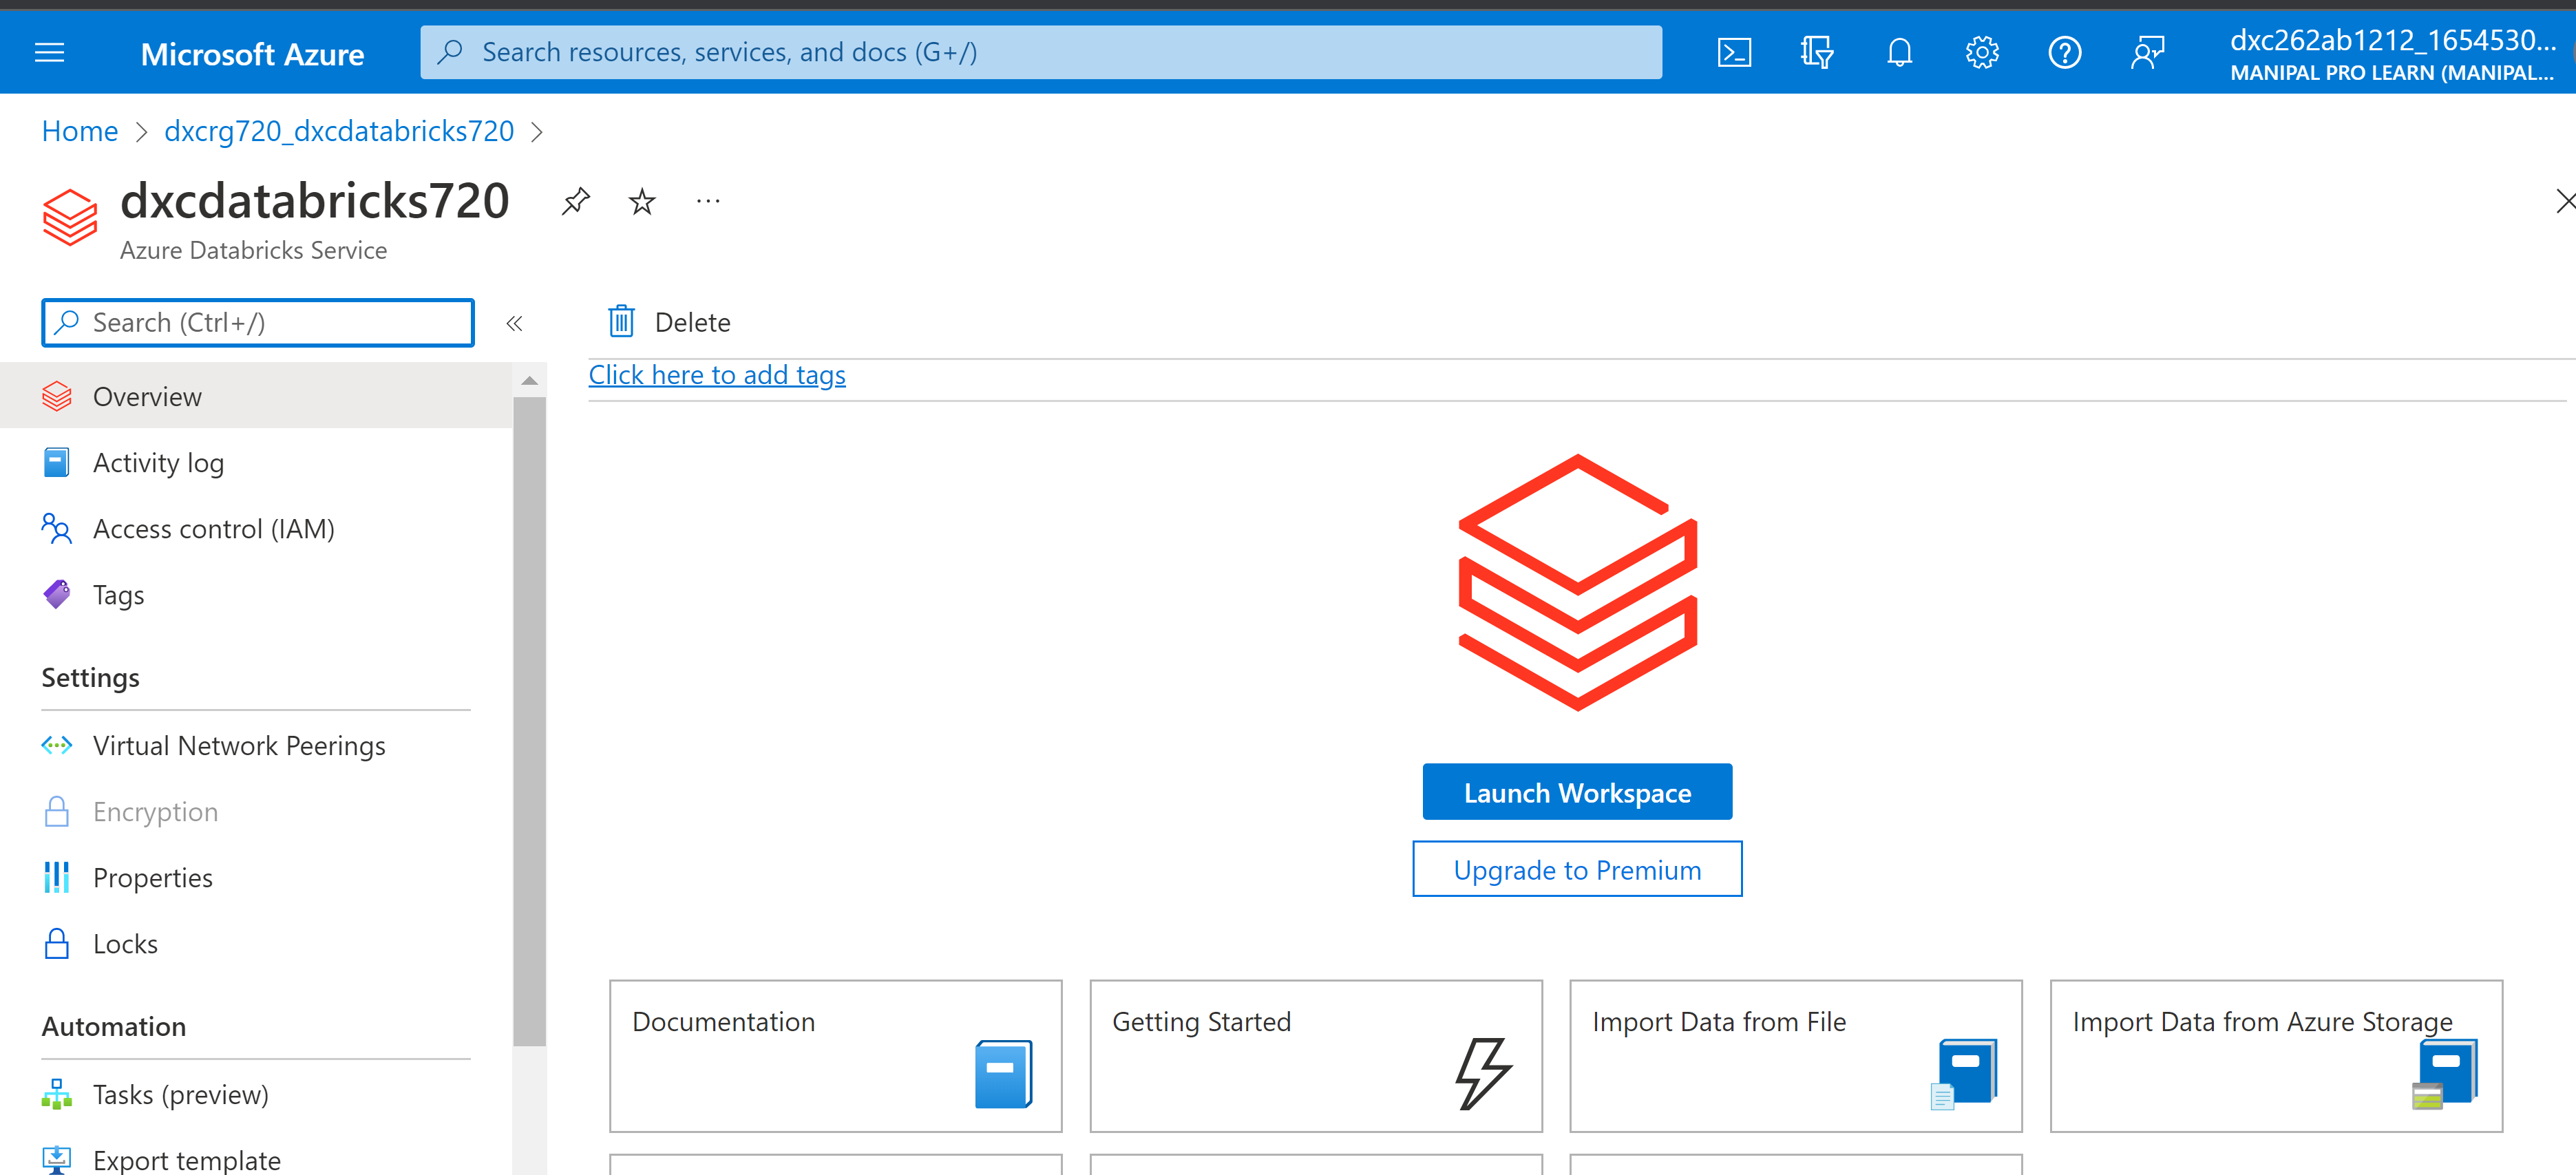 Microsoft Azure
Search resources, services, and docs (G+/)
dxc262ab1212_1654530...
MANIPAL PRO LEARN (MANIPAL...
Home > dxcrg720_dxcdatabricks720 >
dxcdatabricks720
Azure Databricks Service
Search (Ctrl+/)
Delete
Click here to add tags
Overview
Activity log
Access control (IAM)
Tags
Settings
Virtual Network Peerings
Encryption
Properties
Locks
Automation
Tasks (preview)
Export template
Launch Workspace
Upgrade to Premium
Documentation
Getting Started
Import Data from File
Import Data from Azure Storage